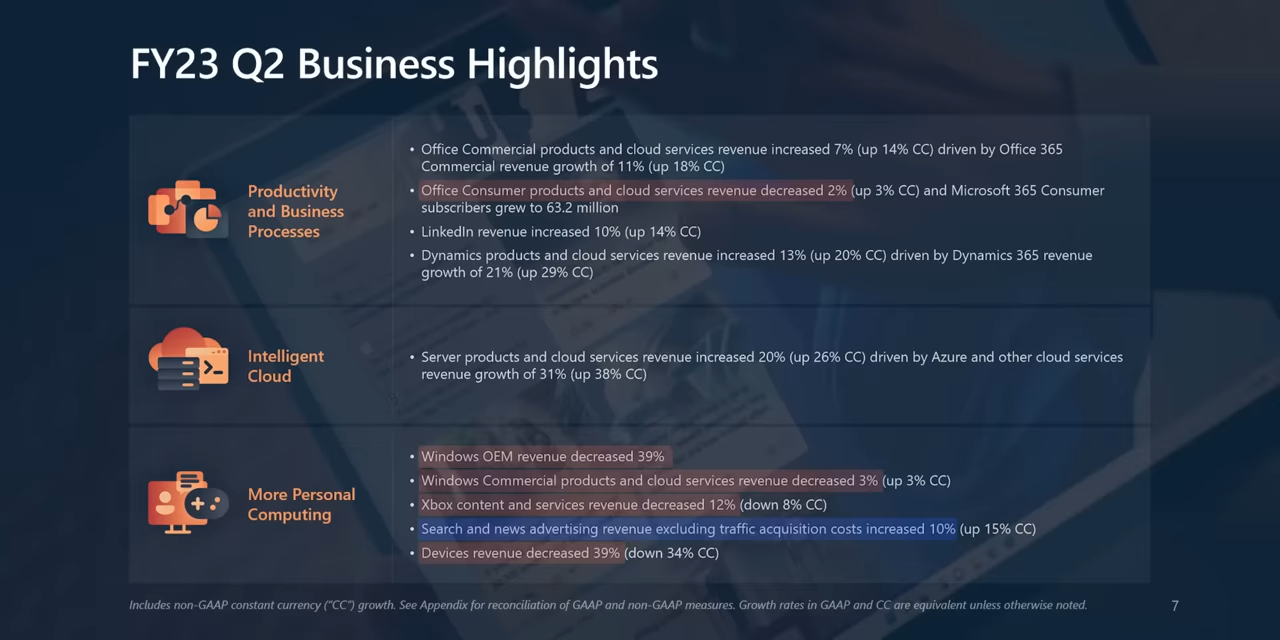 FY23 Q2 Business Highlights
Productivity
and Business
Processes
• Office Commercial products and cloud services revenue increased 7% (up 14% CC) driven by Office 365
Commercial revenue growth of 11% (up 18% CC)
• Office Consumer products and cloud services revenue decreased 2% (up 3% CC) and Microsoft 365 Consumer
subscribers grew to 63.2 million
• LinkedIn revenue increased 10% (up 14% CC)
• Dynamics products and cloud services revenue increased 13% (up 20% CC) driven by Dynamics 365 revenue
growth of 21% (up 29% CC)
Intelligent
Cloud
• Server products and cloud services revenue increased 20% (up 26% CC) driven by Azure and other cloud services
revenue growth of 31% (up 38% CC)
More Personal
Computing
• Windows OEM revenue decreased 39%
• Windows Commercial products and cloud services revenue decreased 3% (up 3% CC)
• Xbox content and services revenue decreased 12% (down 8% CC)
• Search and news advertising revenue excluding traffic acquisition costs increased 10% (up 15% CC)
• Devices revenue decreased 39% (down 34% CC)
Includes non-GAAP constant currency ("CC") growth. See Appendix for reconciliation of GAAP and non-GAAP measures. Growth rates in GAAP and CC are equivalent unless otherwise noted.
7